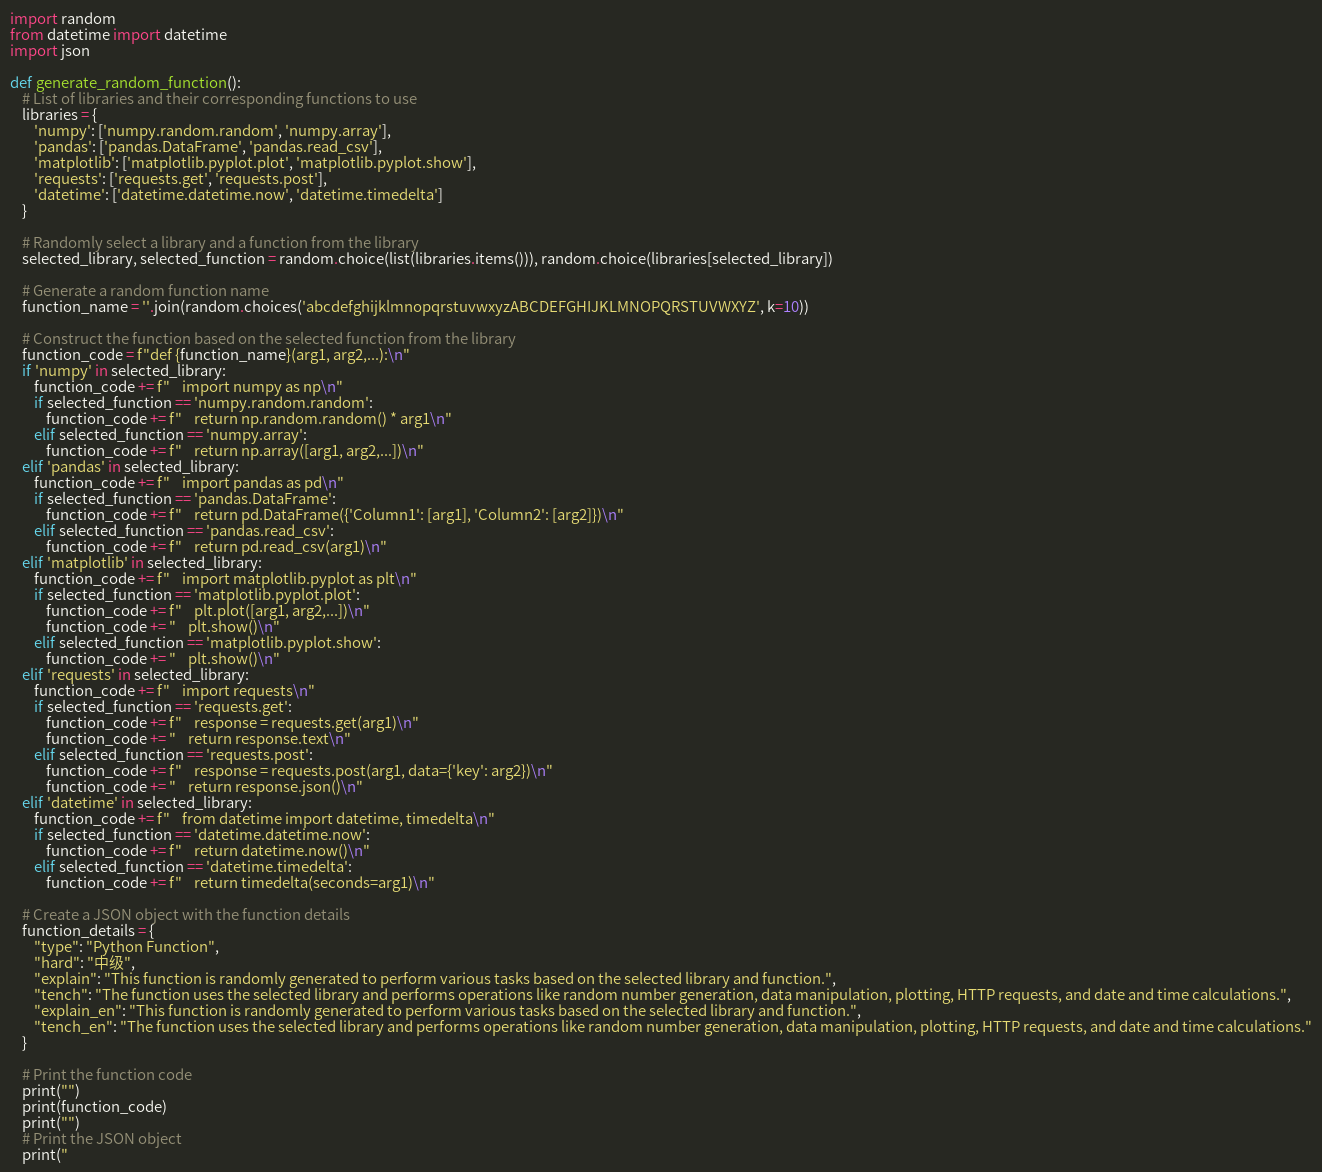 import random
from datetime import datetime
import json

def generate_random_function():
    # List of libraries and their corresponding functions to use
    libraries = {
        'numpy': ['numpy.random.random', 'numpy.array'],
        'pandas': ['pandas.DataFrame', 'pandas.read_csv'],
        'matplotlib': ['matplotlib.pyplot.plot', 'matplotlib.pyplot.show'],
        'requests': ['requests.get', 'requests.post'],
        'datetime': ['datetime.datetime.now', 'datetime.timedelta']
    }

    # Randomly select a library and a function from the library
    selected_library, selected_function = random.choice(list(libraries.items())), random.choice(libraries[selected_library])

    # Generate a random function name
    function_name = ''.join(random.choices('abcdefghijklmnopqrstuvwxyzABCDEFGHIJKLMNOPQRSTUVWXYZ', k=10))

    # Construct the function based on the selected function from the library
    function_code = f"def {function_name}(arg1, arg2,...):\n"
    if 'numpy' in selected_library:
        function_code += f"    import numpy as np\n"
        if selected_function == 'numpy.random.random':
            function_code += f"    return np.random.random() * arg1\n"
        elif selected_function == 'numpy.array':
            function_code += f"    return np.array([arg1, arg2,...])\n"
    elif 'pandas' in selected_library:
        function_code += f"    import pandas as pd\n"
        if selected_function == 'pandas.DataFrame':
            function_code += f"    return pd.DataFrame({'Column1': [arg1], 'Column2': [arg2]})\n"
        elif selected_function == 'pandas.read_csv':
            function_code += f"    return pd.read_csv(arg1)\n"
    elif 'matplotlib' in selected_library:
        function_code += f"    import matplotlib.pyplot as plt\n"
        if selected_function == 'matplotlib.pyplot.plot':
            function_code += f"    plt.plot([arg1, arg2,...])\n"
            function_code += "    plt.show()\n"
        elif selected_function == 'matplotlib.pyplot.show':
            function_code += "    plt.show()\n"
    elif 'requests' in selected_library:
        function_code += f"    import requests\n"
        if selected_function == 'requests.get':
            function_code += f"    response = requests.get(arg1)\n"
            function_code += "    return response.text\n"
        elif selected_function == 'requests.post':
            function_code += f"    response = requests.post(arg1, data={'key': arg2})\n"
            function_code += "    return response.json()\n"
    elif 'datetime' in selected_library:
        function_code += f"    from datetime import datetime, timedelta\n"
        if selected_function == 'datetime.datetime.now':
            function_code += f"    return datetime.now()\n"
        elif selected_function == 'datetime.timedelta':
            function_code += f"    return timedelta(seconds=arg1)\n"

    # Create a JSON object with the function details
    function_details = {
        "type": "Python Function",
        "hard": "中级",
        "explain": "This function is randomly generated to perform various tasks based on the selected library and function.",
        "tench": "The function uses the selected library and performs operations like random number generation, data manipulation, plotting, HTTP requests, and date and time calculations.",
        "explain_en": "This function is randomly generated to perform various tasks based on the selected library and function.",
        "tench_en": "The function uses the selected library and performs operations like random number generation, data manipulation, plotting, HTTP requests, and date and time calculations."
    }

    # Print the function code
    print("")
    print(function_code)
    print("")
    # Print the JSON object
    print("